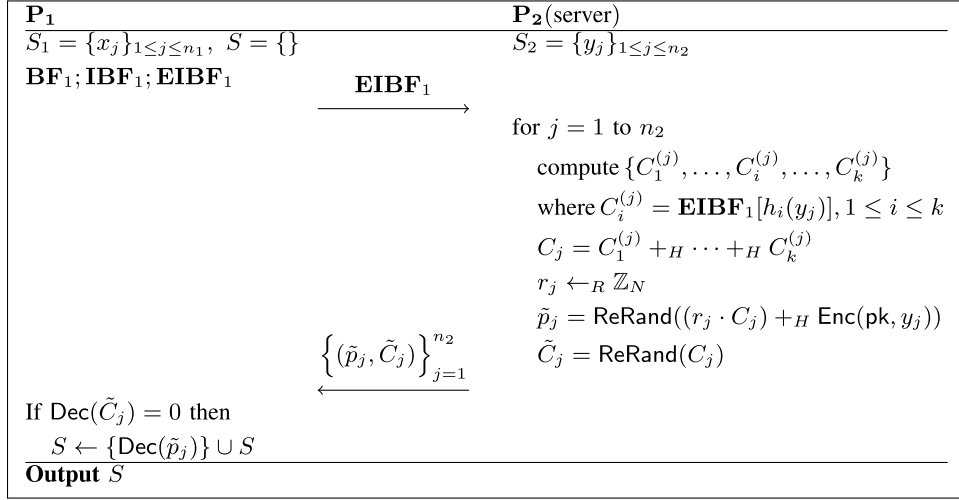 P₁ P₂(server)
S₁ = {x_j}_{1≤j≤n₁}, S = {} S₂ = {y_j}_{1≤j≤n₂}
BF₁; IBF₁; EIBF₁
EIBF₁
for j = 1 to n₂
compute {C_1^{(j)}, …, C_i^{(j)}, …, C_k^{(j)}}
where C_i^{(j)} = EIBF₁[h_i(y_j)], 1 ≤ i ≤ k
C_j = C_1^{(j)} +_H ⋯ +_H C_k^{(j)}
r_j ←_R ℤ_N
p̃_j = ReRand((r_j · C_j) +_H Enc(pk, y_j))
{(p̃_j, C̃_j)}_{j=1}^{n₂} C̃_j = ReRand(C_j)
If Dec(C̃_j) = 0 then
S ← {Dec(p̃_j)} ∪ S
Output S